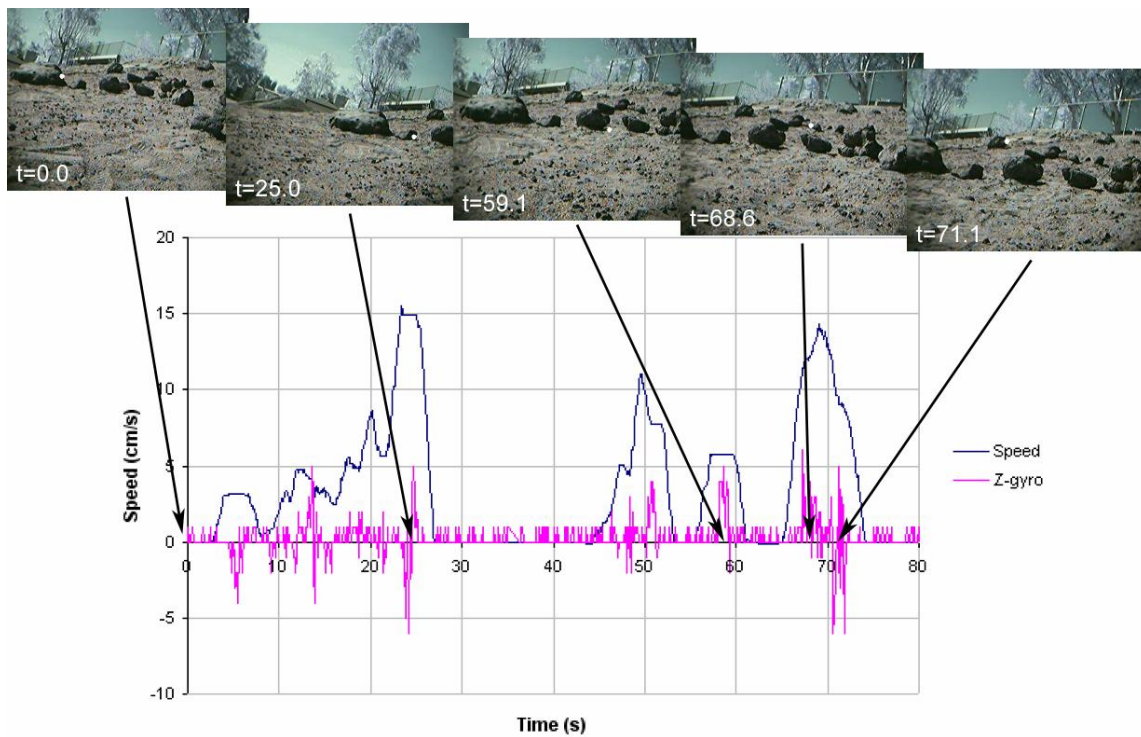 t=0.0
t=25.0
t=59.1
t=68.6
t=71.1
20
15
10
5
0
-5
-10
0 10 20 30 40 50 60 70 80
Speed (cm/s)
Time (s)
Speed
Z-gyro